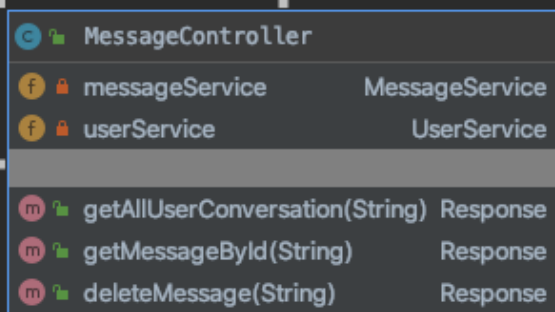 C MessageController
f messageService MessageService
f userService UserService
m getAllUserConversation(String) Response
m getMessageById(String) Response
m deleteMessage(String) Response